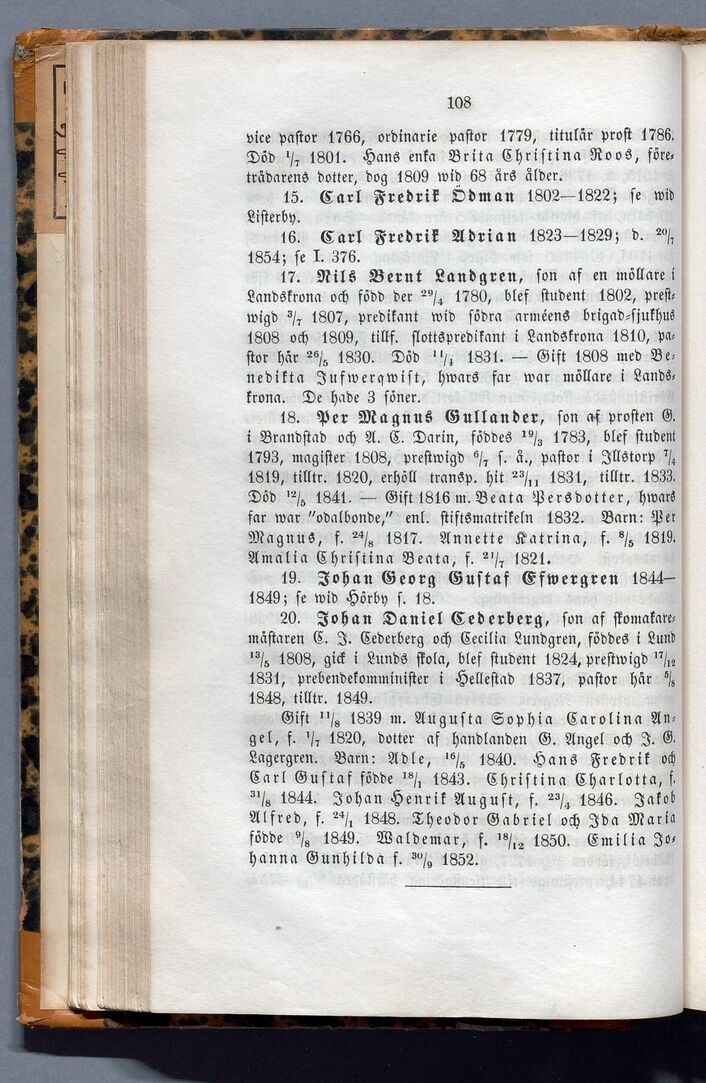 108
vice pastor 1766, ordinarie pastor 1779, titulär prost 1786.
Död 1/7 1801. Hans enka Brita Christina Roos, före-
trädarens dotter, dog 1809 wid 68 års ålder.
15. Carl Fredrik Ödman 1802—1822; se wid
Listerby.
16. Carl Fredrik Adrian 1823—1829; d. 20/7
1854; se I. 376.
17. Nils Bernt Landgren, son af en möllare i
Landskrona och född der 29/4 1780, blef student 1802, prest-
wigd 3/7 1807, predikant wid södra arméens brigad-sjukhus
1808 och 1809, tillf. slottspredikant i Landskrona 1810, pa-
stor här 26/5 1830. Död 11/4 1831. — Gift 1808 med Be-
nedikta Jufwerqwist, hwars far war möllare i Lands-
krona. De hade 3 söner.
18. Per Magnus Gullander, son af prosten G.
i Brandstad och A. C. Darin, föddes 19/3 1783, blef student
1793, magister 1808, prestwigd 6/7 s. å., pastor i Illstorp 7/4
1819, tilltr. 1820, erhöll transp. hit 23/11 1831, tilltr. 1833.
Död 12/5 1841. — Gift 1816 m. Beata Persdotter, hwars
far war "odalbonde," enl. stiftsmatrikeln 1832. Barn: Per
Magnus, f. 24/8 1817. Annette Katrina, f. 8/5 1819.
Amalia Christina Beata, f. 21/7 1821.
19. Johan Georg Gustaf Efwergren 1844—
1849; se wid Hörby s. 18.
20. Johan Daniel Cederberg, son af skomakare-
mästaren C. J. Cederberg och Cecilia Lundgren, föddes i Lund
13/5 1808, gick i Lunds skola, blef student 1824, prestwigd 17/12
1831, prebendekomminister i Hellestad 1837, pastor här 5/8
1848, tilltr. 1849.
Gift 11/8 1839 m. Augusta Sophia Carolina An-
gel, f. 1/7 1820, dotter af handlanden G. Angel och J. G.
Lagergren. Barn: Adle, 16/5 1840. Hans Fredrik och
Carl Gustaf födde 18/1 1843. Christina Charlotta, f.
31/8 1844. Johan Henrik August, f. 23/4 1846. Jakob
Alfred, f. 24/1 1848. Theodor Gabriel och Ida Maria
födde 9/8 1849. Waldemar, f. 18/12 1850. Emilia Jo-
hanna Gunhilda f. 30/9 1852.